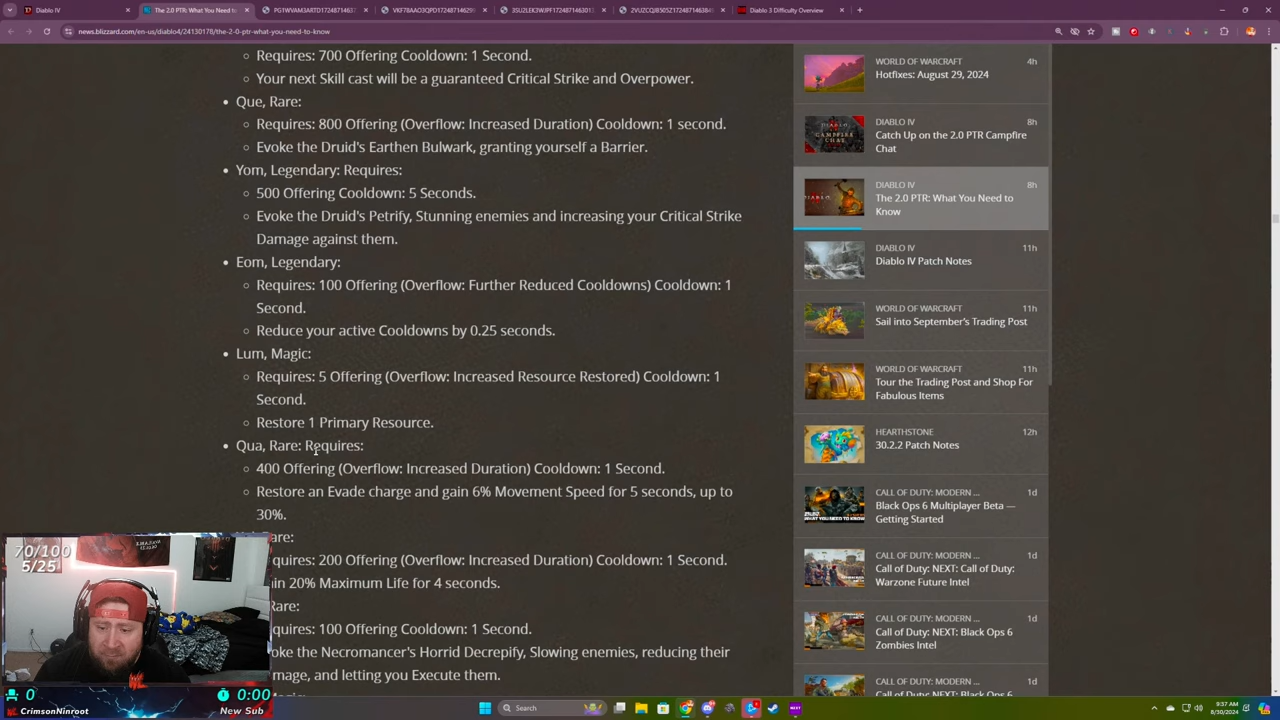 Diablo IV
The 2.0 PTR: What You Need to
Diablo 3 Difficulty Overview
news.blizzard.com/en-us/diablo4/24130178/the-2-0-ptr-what-you-need-to-know
Requires: 700 Offering Cooldown: 1 Second.
Your next Skill cast will be a guaranteed Critical Strike and Overpower.
Que, Rare:
Requires: 800 Offering (Overflow: Increased Duration) Cooldown: 1 second.
Evoke the Druid's Earthen Bulwark, granting yourself a Barrier.
Yom, Legendary: Requires:
500 Offering Cooldown: 5 Seconds.
Evoke the Druid's Petrify, Stunning enemies and increasing your Critical Strike
Damage against them.
Eom, Legendary:
Requires: 100 Offering (Overflow: Further Reduced Cooldowns) Cooldown: 1
Second.
Reduce your active Cooldowns by 0.25 seconds.
Lum, Magic:
Requires: 5 Offering (Overflow: Increased Resource Restored) Cooldown: 1
Second.
Restore 1 Primary Resource.
Qua, Rare: Requires:
400 Offering (Overflow: Increased Duration) Cooldown: 1 Second.
Restore an Evade charge and gain 6% Movement Speed for 5 seconds, up to
30%.
Rare:
equires: 200 Offering (Overflow: Increased Duration) Cooldown: 1 Second.
in 20% Maximum Life for 4 seconds.
Rare:
equires: 100 Offering Cooldown: 1 Second.
oke the Necromancer's Horrid Decrepify, Slowing enemies, reducing their
mage, and letting you Execute them.
WORLD OF WARCRAFT
4h
Hotfixes: August 29, 2024
DIABLO IV
8h
Catch Up on the 2.0 PTR Campfire
Chat
DIABLO IV
8h
The 2.0 PTR: What You Need to
Know
DIABLO IV
11h
Diablo IV Patch Notes
WORLD OF WARCRAFT
11h
Sail into September's Trading Post
WORLD OF WARCRAFT
11h
Tour the Trading Post and Shop For
Fabulous Items
HEARTHSTONE
12h
30.2.2 Patch Notes
CALL OF DUTY: MODERN ...
1d
Black Ops 6 Multiplayer Beta —
Getting Started
CALL OF DUTY: MODERN ...
1d
Call of Duty: NEXT: Call of Duty:
Warzone Future Intel
CALL OF DUTY: MODERN ...
1d
Call of Duty: NEXT: Black Ops 6
Zombies Intel
CALL OF DUTY: MODERN ...
1d
Call of Duty: NEXT: Black Ops 6
70/100
5/25
0
0:00
CrimsonNinroot
New Sub
Search
9:37 AM
8/30/2024